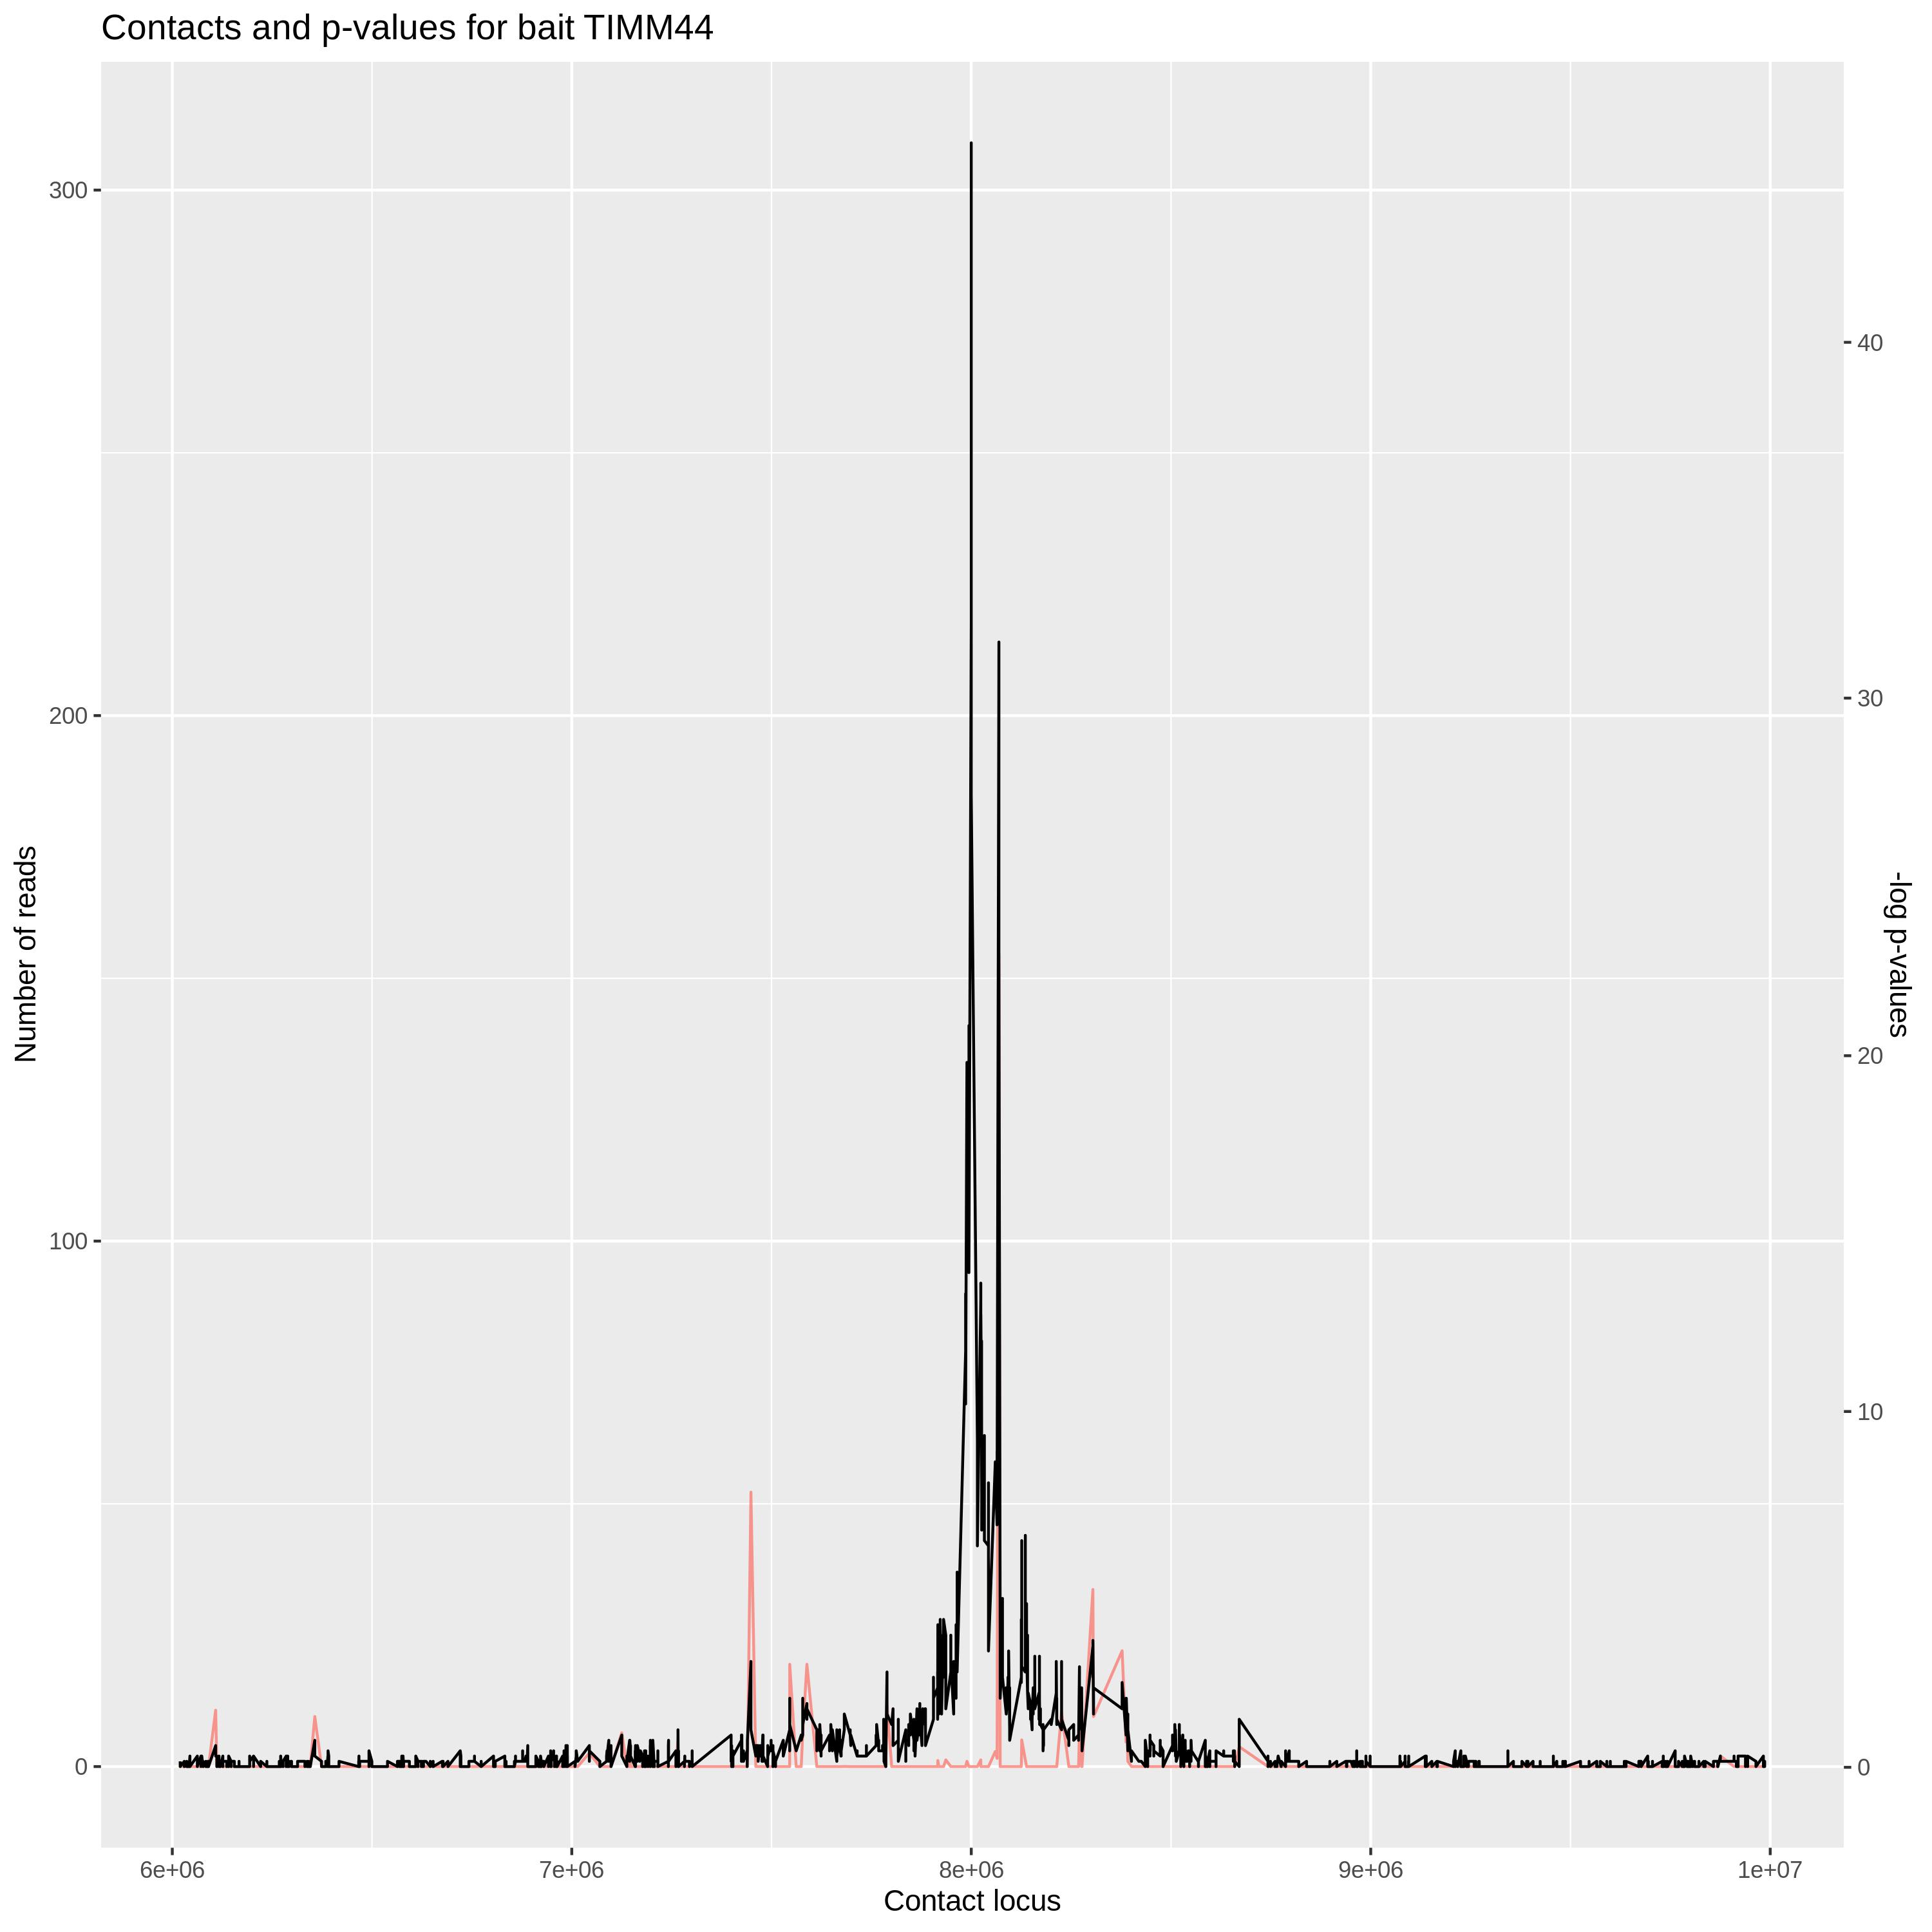 Contacts and p-values for bait TIMM44
300
200
100
0
Number of reads
40
30
20
10
0
-log p-values
6e+06 7e+06 8e+06 9e+06 1e+07
Contact locus